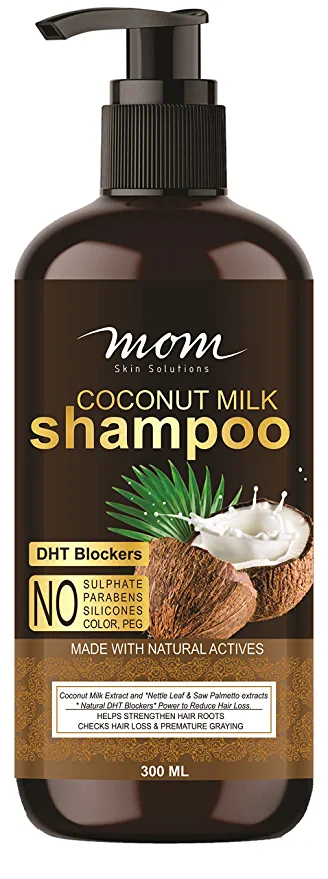 mom
Skin Solutions
COCONUT MILK
shampoo
DHT Blockers
NO
SULPHATE
PARABENS
SILICONES
COLOR, PEG
MADE WITH NATURAL ACTIVES
Coconut Milk Extract and *Nettle Leaf & Saw Palmetto extracts
* Natural DHT Blockers* Power to Reduce Hair Loss.
HELPS STRENGTHEN HAIR ROOTS
CHECKS HAIR LOSS & PREMATURE GRAYING
300 ML